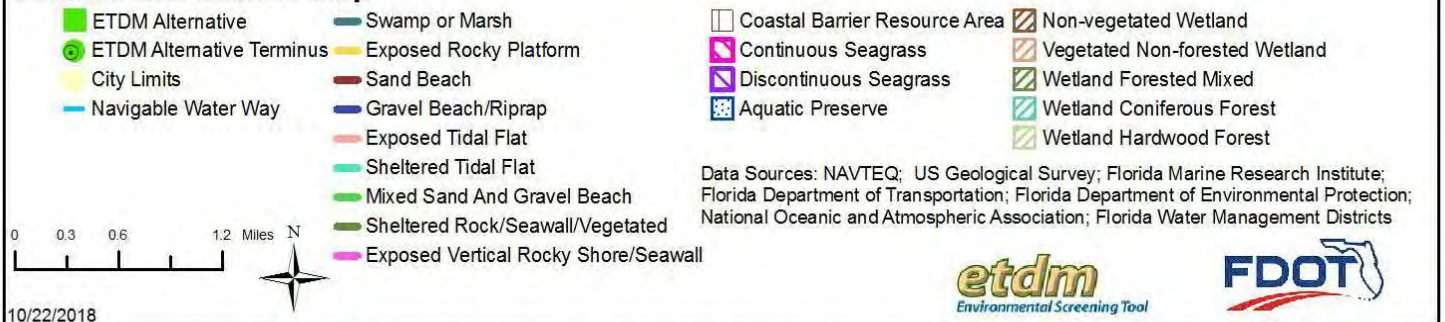 ETDM Alternative
ETDM Alternative Terminus
City Limits
Navigable Water Way
Swamp or Marsh
Exposed Rocky Platform
Sand Beach
Gravel Beach/Riprap
Exposed Tidal Flat
Sheltered Tidal Flat
Mixed Sand And Gravel Beach
Sheltered Rock/Seawall/Vegetated
Exposed Vertical Rocky Shore/Seawall
Coastal Barrier Resource Area
Continuous Seagrass
Discontinuous Seagrass
Aquatic Preserve
Non-vegetated Wetland
Vegetated Non-forested Wetland
Wetland Forested Mixed
Wetland Coniferous Forest
Wetland Hardwood Forest
Data Sources: NAVTEQ; US Geological Survey; Florida Marine Research Institute;
Florida Department of Transportation; Florida Department of Environmental Protection;
National Oceanic and Atmospheric Association; Florida Water Management Districts
0 0.3 0.6 1.2 Miles N
etdm
Environmental Screening Tool
FDOT
10/22/2018